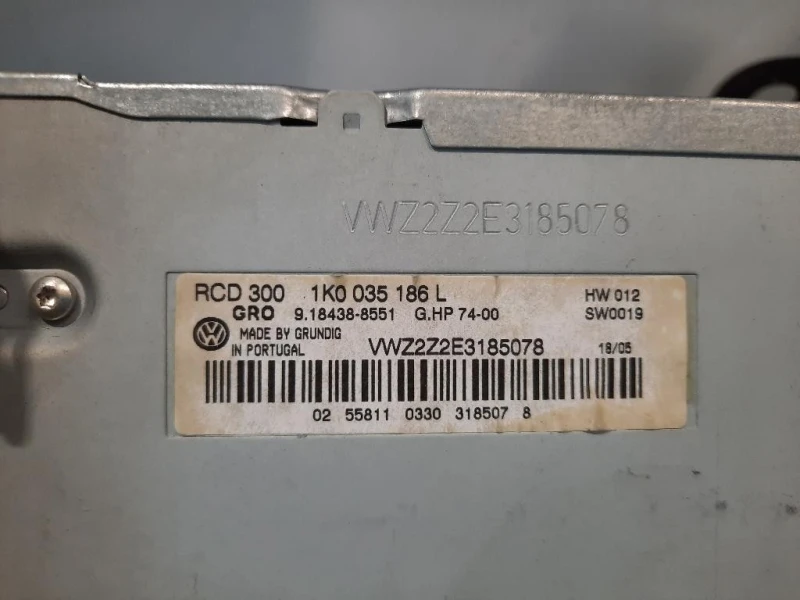 VWZ2Z2E3185078
RCD 300 1K0 035 186 L HW 012
GRO 9.18438-8551 G.HP 74-00 SW0019
VW MADE BY GRUNDIG
IN PORTUGAL VWZ2Z2E3185078 18/05
02 55811 0330 318507 8